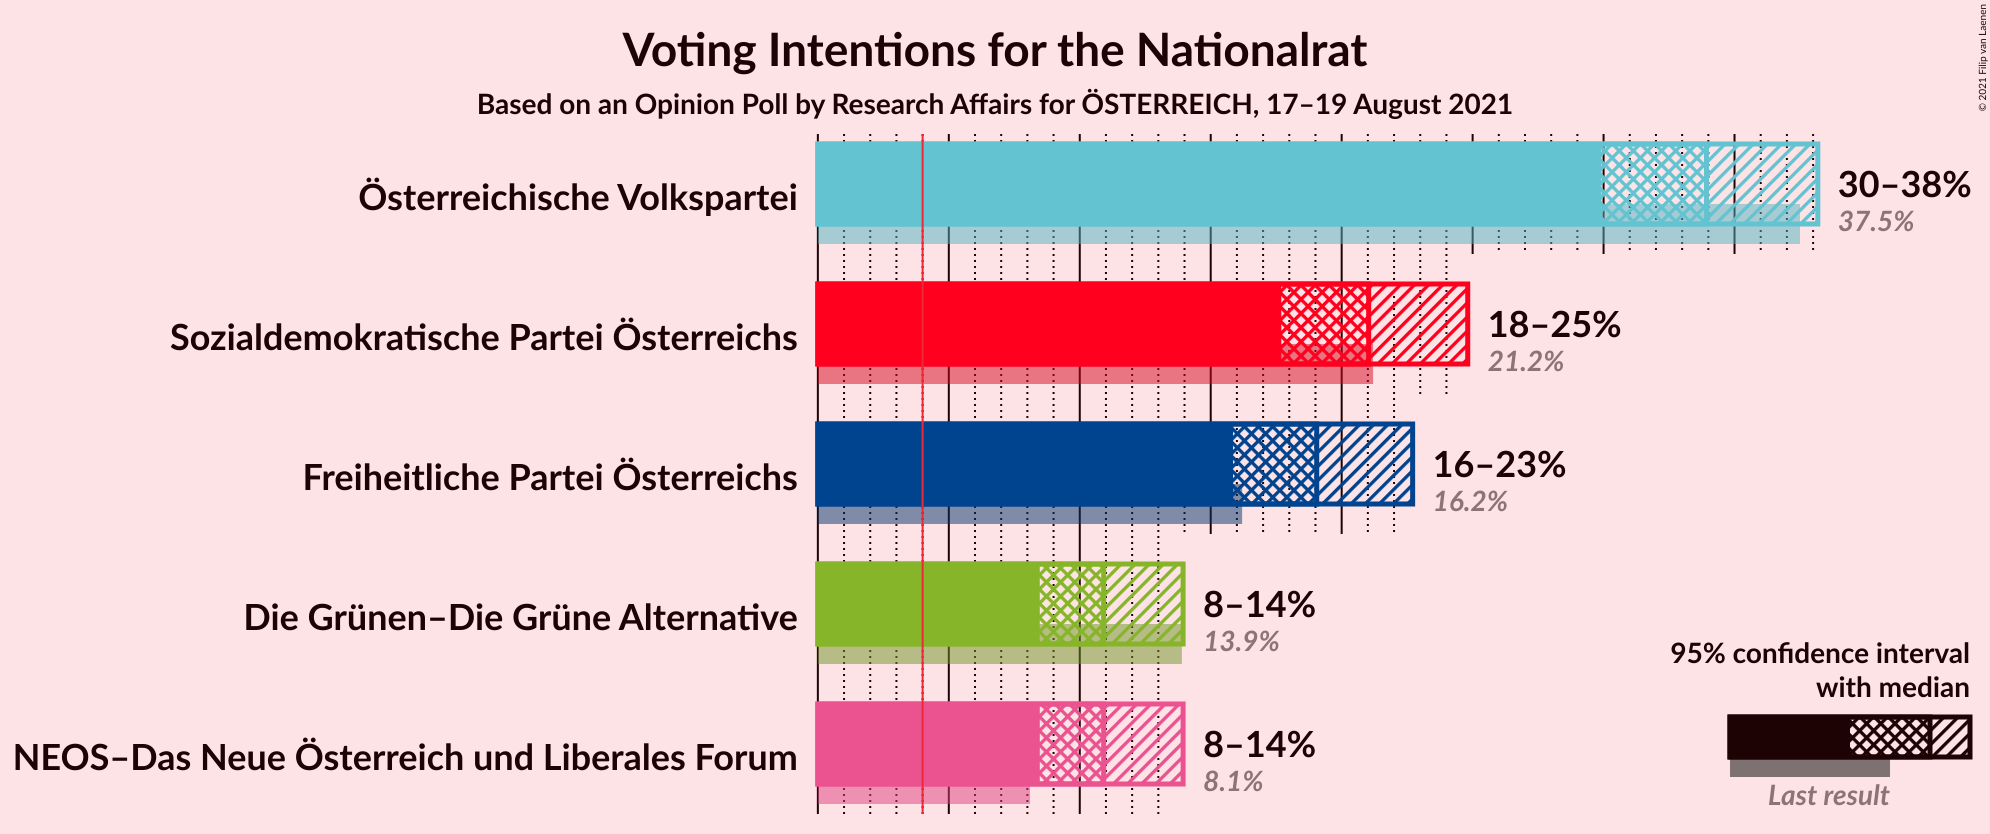 Voting Intentions for the Nationalrat
Based on an Opinion Poll by Research Affairs for ÖSTERREICH, 17–19 August 2021
© 2021 Filip van Laenen
Österreichische Volkspartei
30–38%
37.5%
Sozialdemokratische Partei Österreichs
18–25%
21.2%
Freiheitliche Partei Österreichs
16–23%
16.2%
Die Grünen–Die Grüne Alternative
8–14%
13.9%
NEOS–Das Neue Österreich und Liberales Forum
8–14%
8.1%
95% confidence interval
with median
Last result